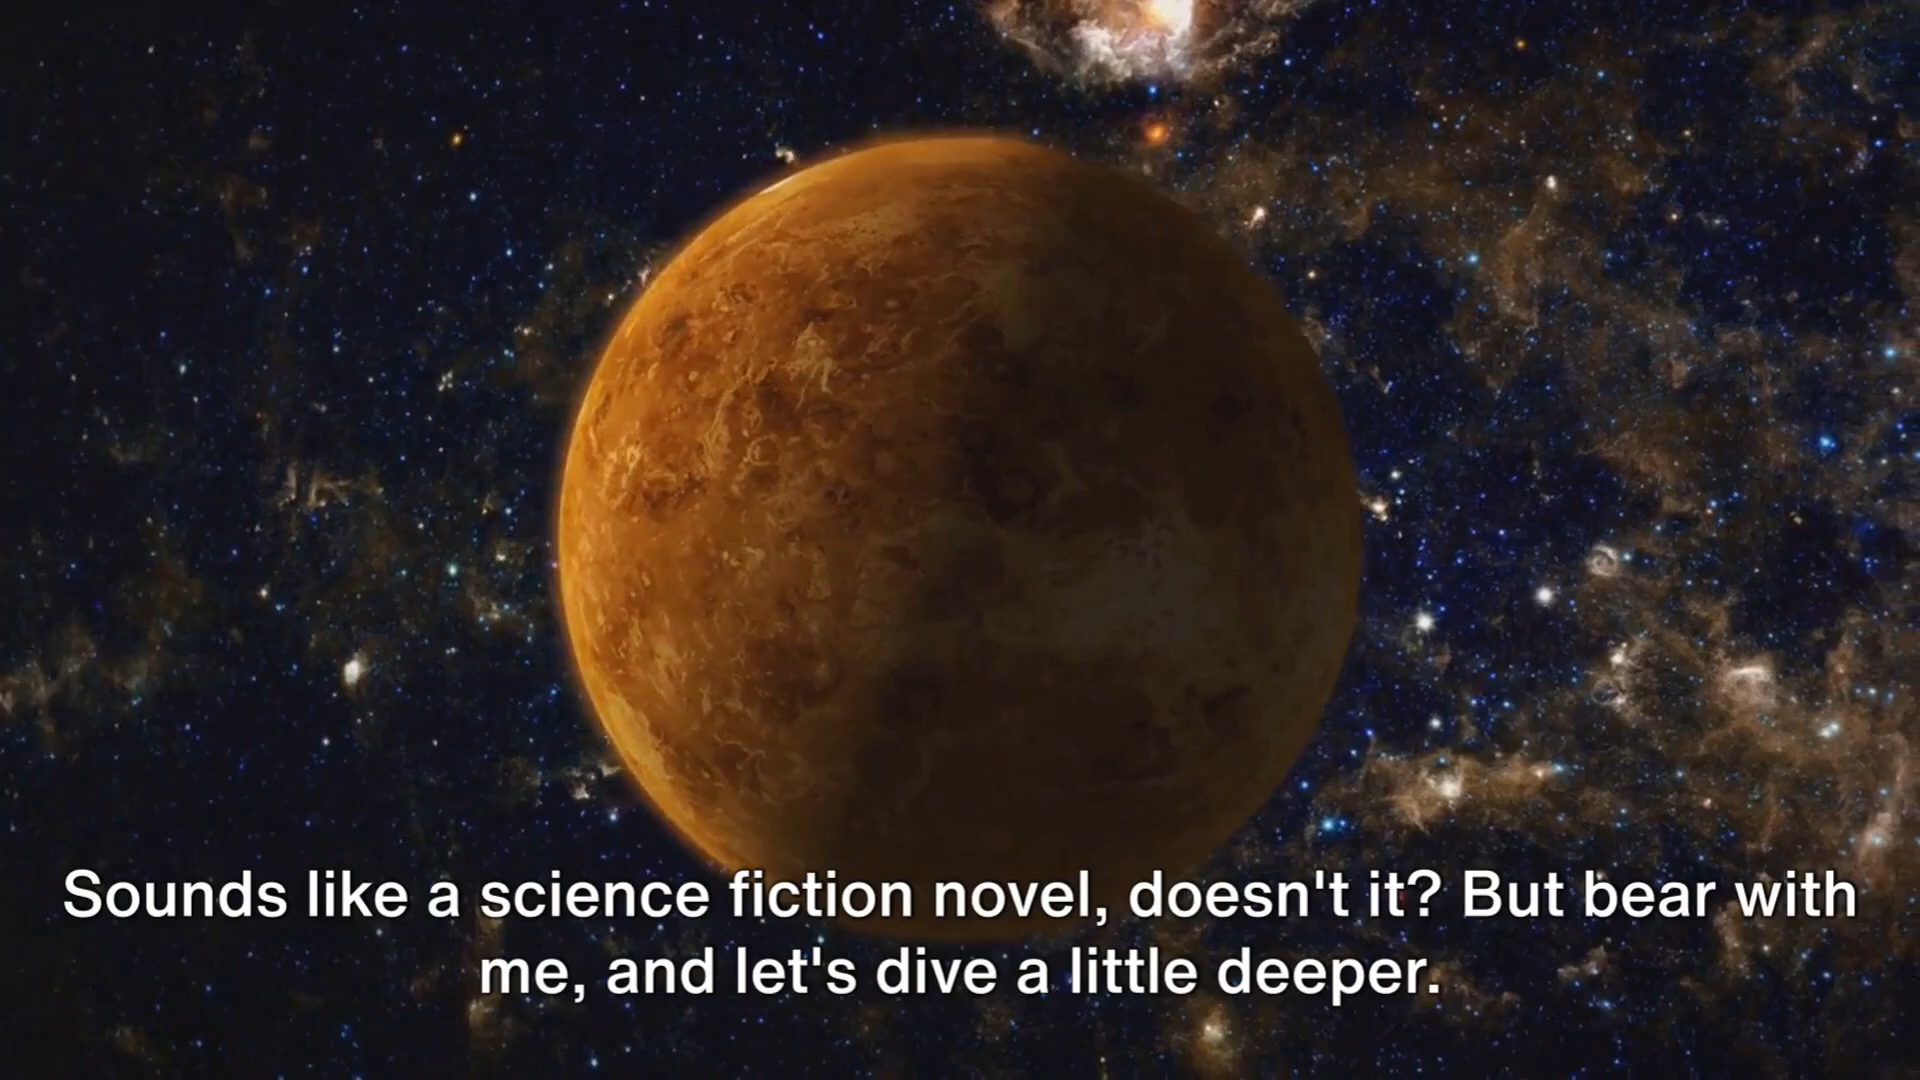 Sounds like a science fiction novel, doesn't it? But bear with
me, and let's dive a little deeper.